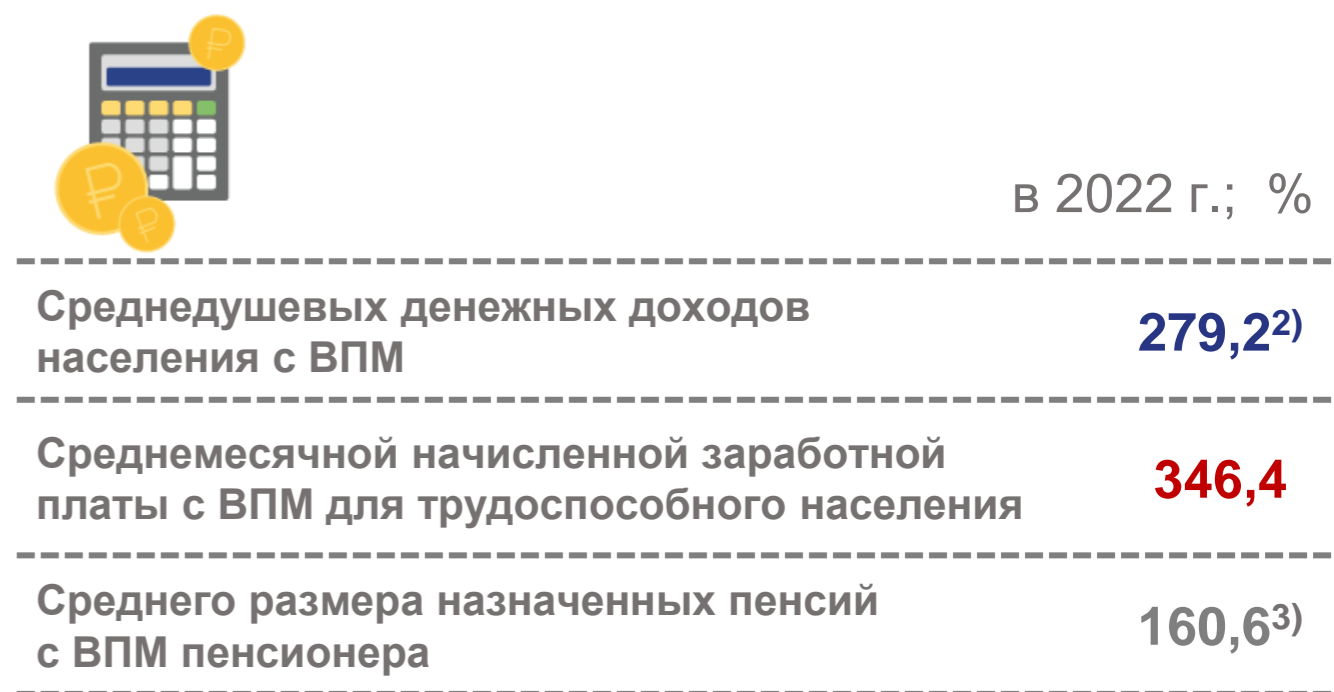 в 2022 г.; %
Среднедушевых денежных доходов
населения с ВПМ
279,2²⁾
Среднемесячной начисленной заработной
платы с ВПМ для трудоспособного населения
346,4
Среднего размера назначенных пенсий
с ВПМ пенсионера
160,6³⁾